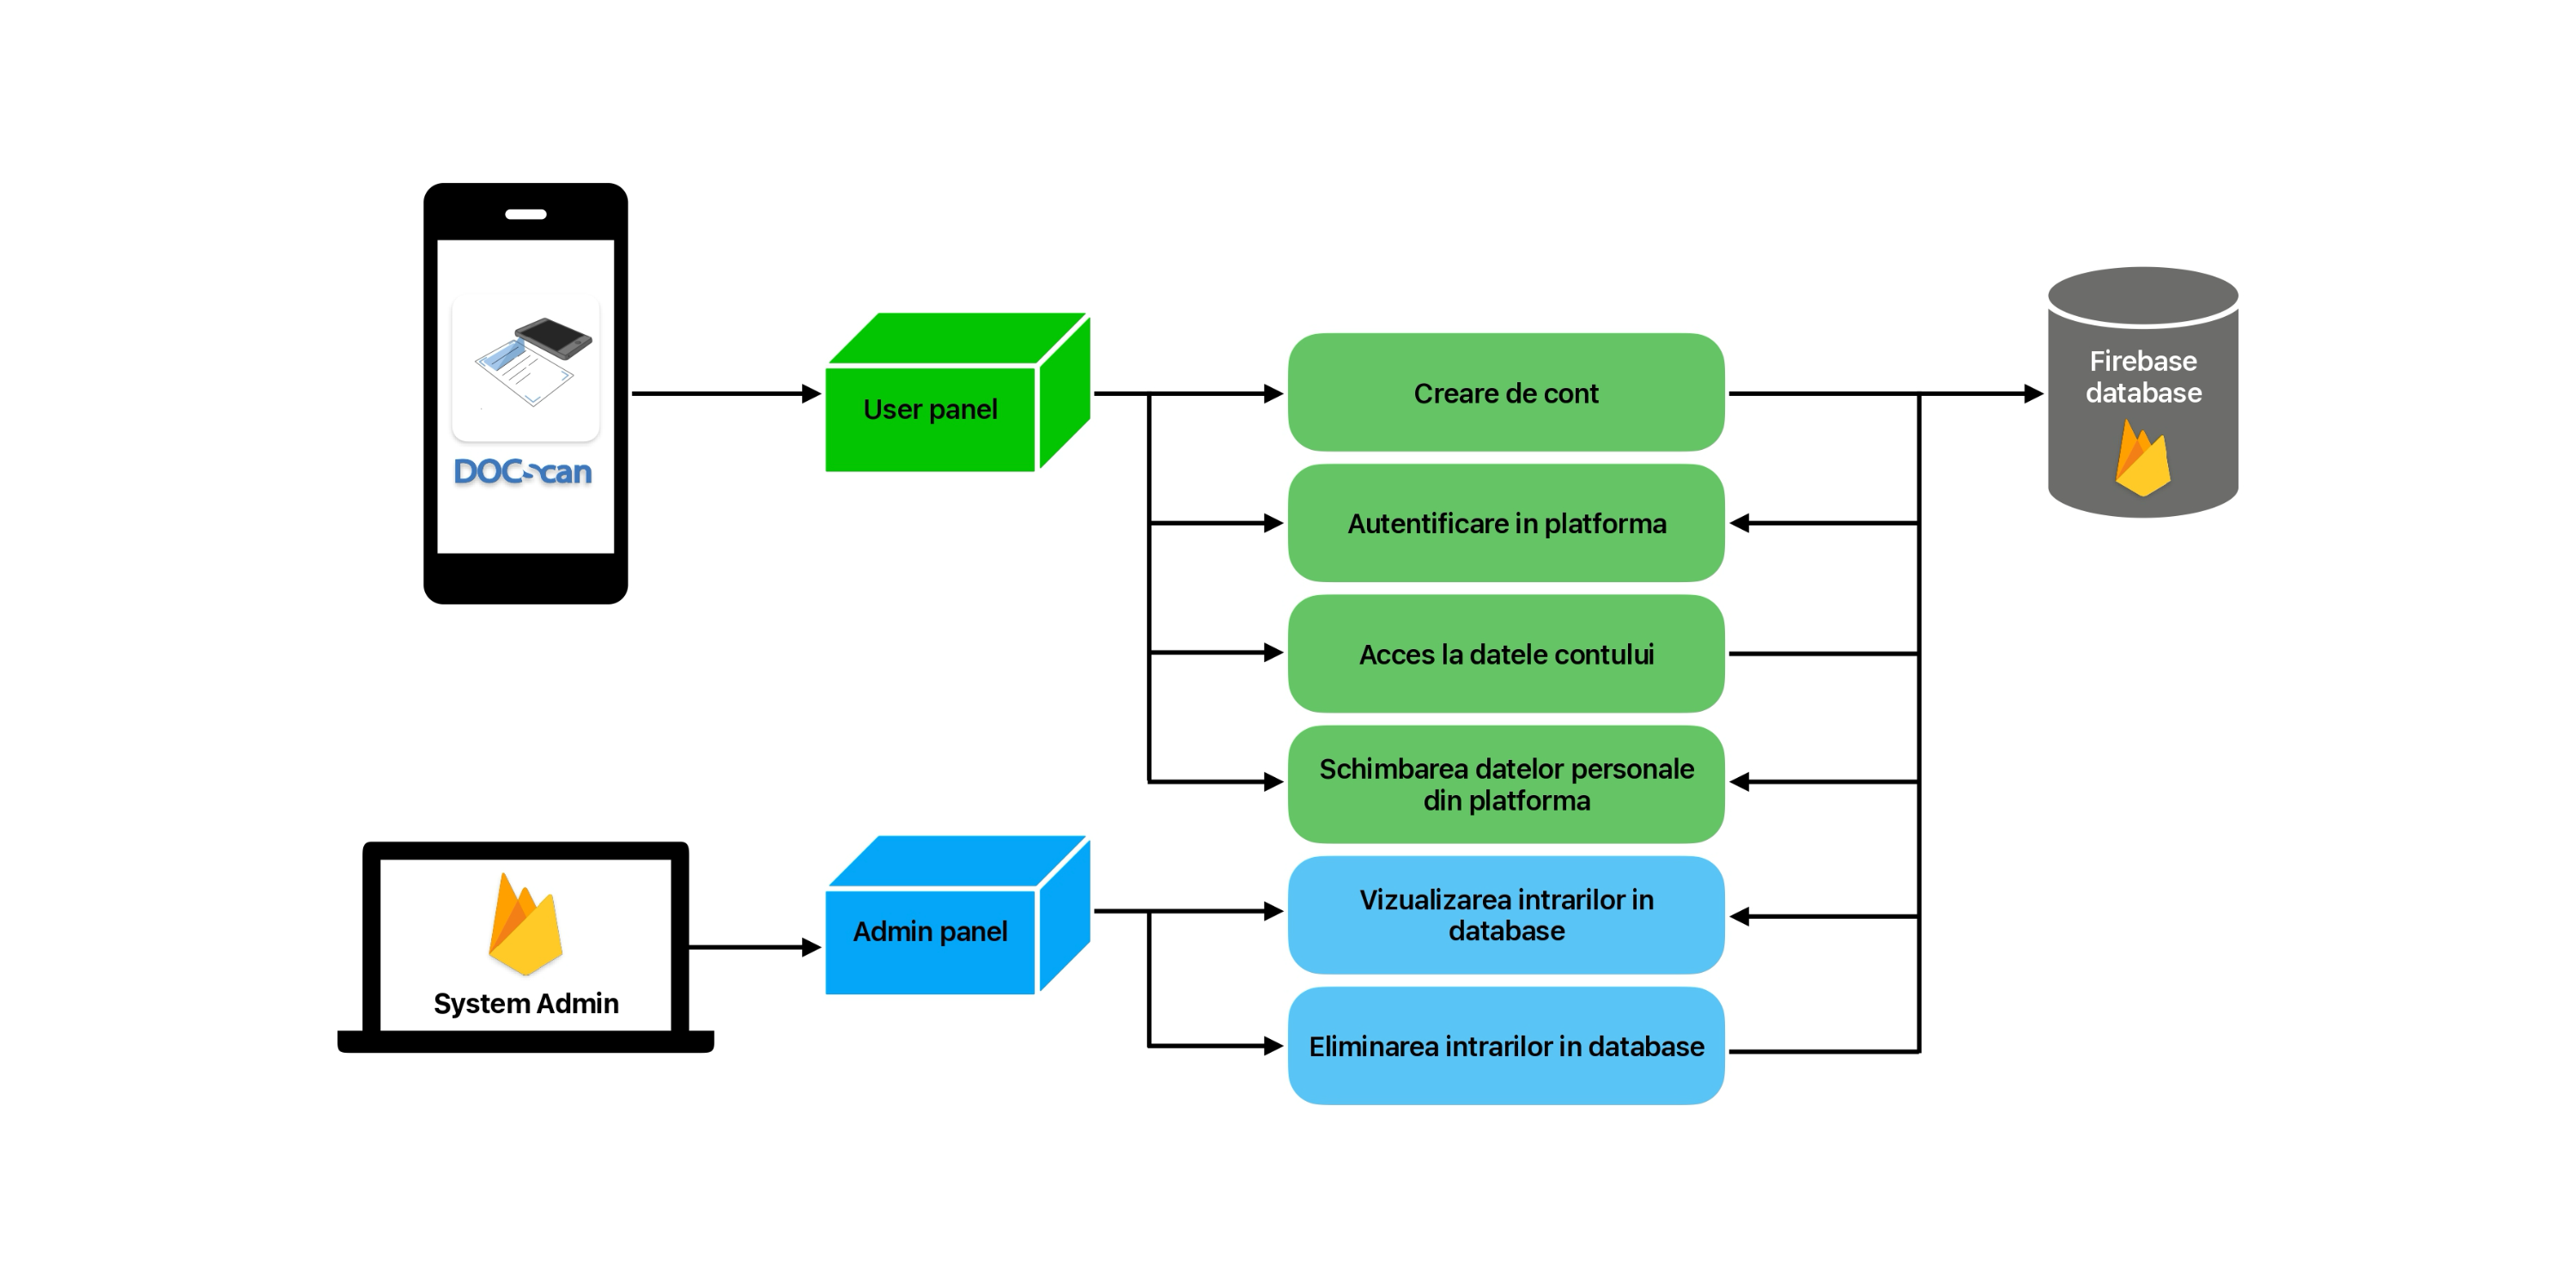 DOCScan
User panel
Creare de cont
Autentificare in platforma
Acces la datele contului
Schimbarea datelor personale
din platforma
Firebase
database
System Admin
Admin panel
Vizualizarea intrarilor in
database
Eliminarea intrarilor in database